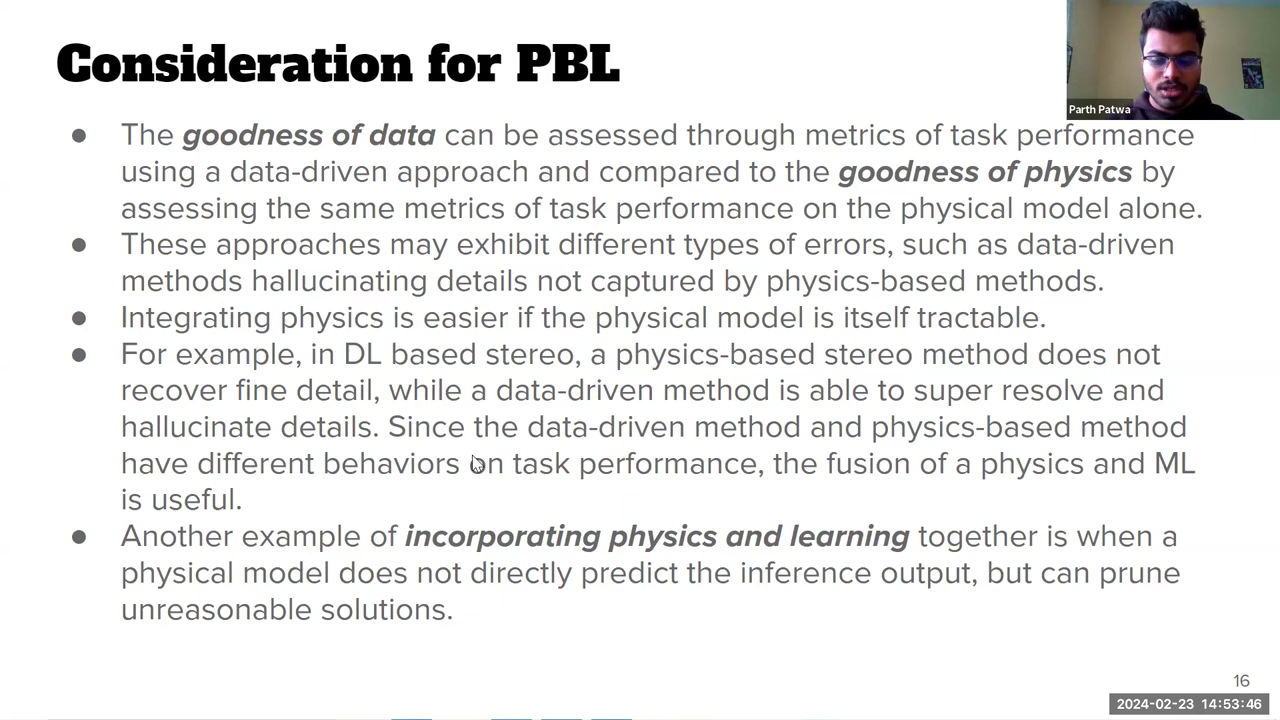 Consideration for PBL
Parth Patwa
● The goodness of data can be assessed through metrics of task performance
using a data-driven approach and compared to the goodness of physics by
assessing the same metrics of task performance on the physical model alone.
● These approaches may exhibit different types of errors, such as data-driven
methods hallucinating details not captured by physics-based methods.
● Integrating physics is easier if the physical model is itself tractable.
● For example, in DL based stereo, a physics-based stereo method does not
recover fine detail, while a data-driven method is able to super resolve and
hallucinate details. Since the data-driven method and physics-based method
have different behaviors on task performance, the fusion of a physics and ML
is useful.
● Another example of incorporating physics and learning together is when a
physical model does not directly predict the inference output, but can prune
unreasonable solutions.
16
2024-02-23 14:53:46